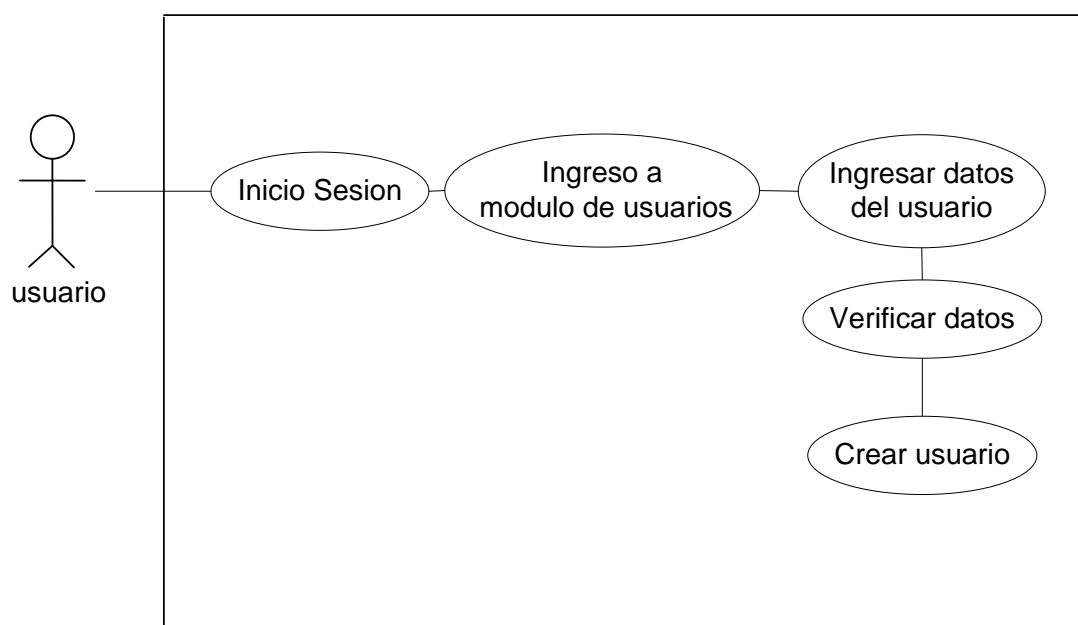 usuario
Inicio Sesion
Ingreso a
modulo de usuarios
Ingresar datos
del usuario
Verificar datos
Crear usuario